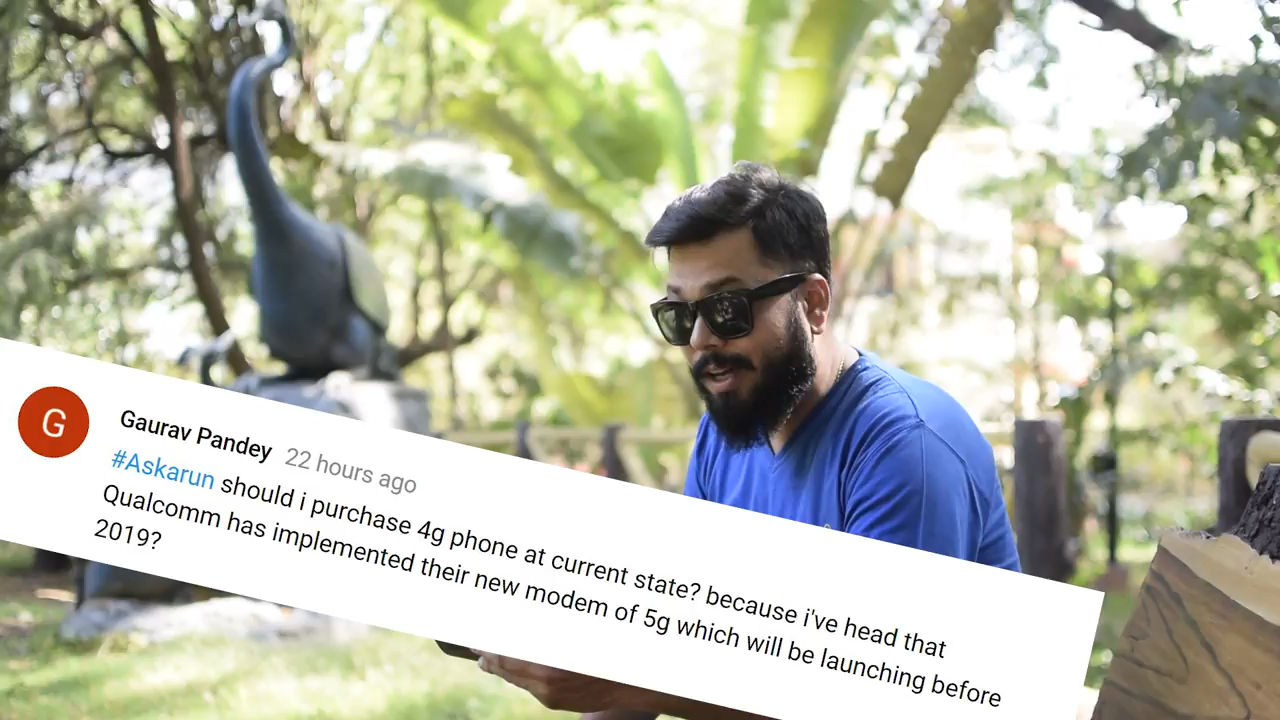 G
Gaurav Pandey 22 hours ago
#Askarun should i purchase 4g phone at current state? because i've head that
Qualcomm has implemented their new modem of 5g which will be launching before
2019?